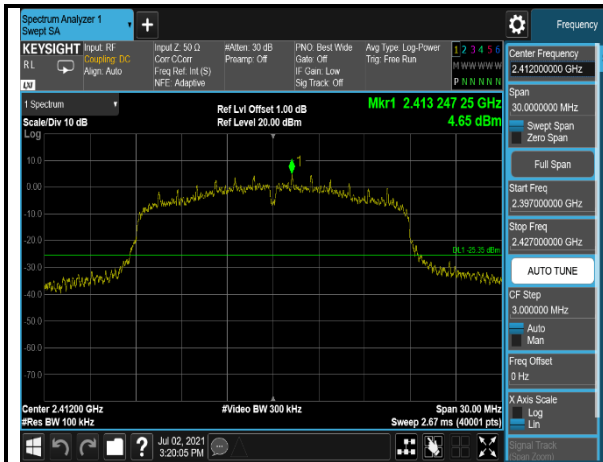 Spectrum Analyzer 1
Swept SA
+
Frequency
KEYSIGHT
RL
LXI
Input: RF
Coupling: DC
Align: Auto
Input Z: 50 Ω
Corr CCorr
Freq Ref: Int (S)
NFE: Adaptive
#Atten: 30 dB
Preamp: Off
PNO: Best Wide
Gate: Off
IF Gain: Low
Sig Track: Off
Avg Type: Log-Power
Trig: Free Run
1 2 3 4 5 6
M W W W W W
P N N N N N
1 Spectrum
Scale/Div 10 dB
Log
Ref Lvl Offset 1.00 dB
Ref Level 20.00 dBm
Mkr1 2.413 247 25 GHz
4.65 dBm
10.0
0.00
-10.0
-20.0
-30.0
-40.0
-50.0
-60.0
-70.0
1
DL1 -25.35 dBm
Center 2.41200 GHz
#Res BW 100 kHz
#Video BW 300 kHz
Span 30.00 MHz
Sweep 2.67 ms (40001 pts)
Center Frequency
2.412000000 GHz
Span
30.0000000 MHz
Swept Span
Zero Span
Full Span
Start Freq
2.397000000 GHz
Stop Freq
2.427000000 GHz
AUTO TUNE
CF Step
3.000000 MHz
Auto
Man
Freq Offset
0 Hz
X Axis Scale
Log
Lin
Signal Track
(Span Zoom)
?
Jul 02, 2021
3:20:05 PM